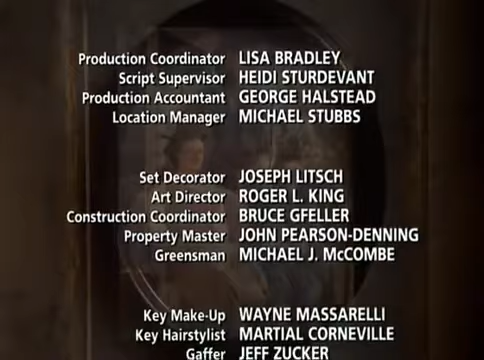 Production Coordinator LISA BRADLEY
Script Supervisor HEIDI STURDEVANT
Production Accountant GEORGE HALSTEAD
Location Manager MICHAEL STUBBS
Set Decorator JOSEPH LITSCH
Art Director ROGER L. KING
Construction Coordinator BRUCE GFELLER
Property Master JOHN PEARSON-DENNING
Greensman MICHAEL J. McCOMBE
Key Make-Up WAYNE MASSARELLI
Key Hairstylist MARTIAL CORNEVILLE
Gaffer JEFF ZUCKER